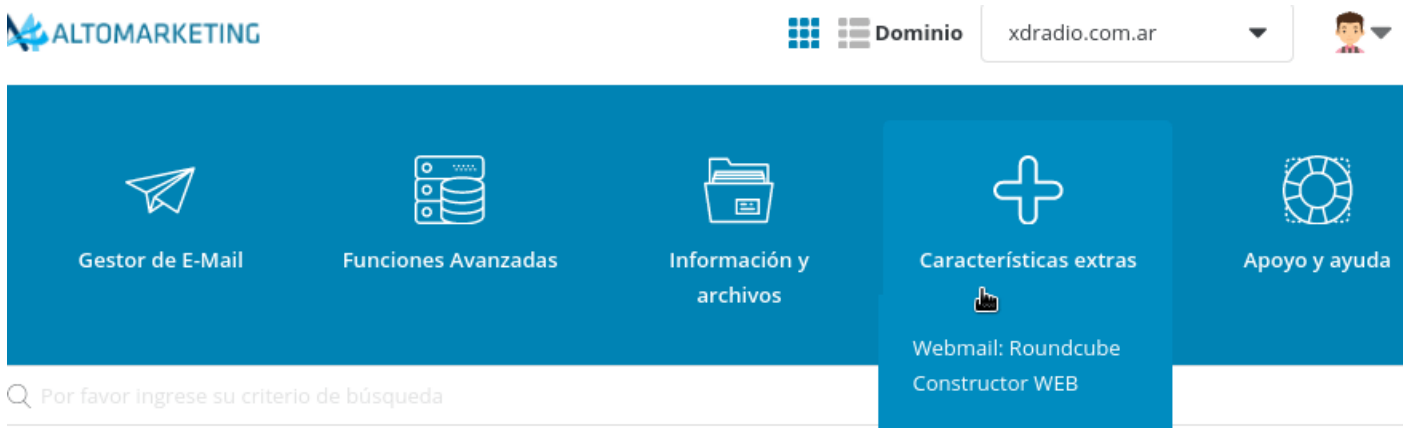 ALTOMARKETING
Dominio
xdradio.com.ar
Gestor de E-Mail
Funciones Avanzadas
Información y
archivos
Características extras
Apoyo y ayuda
Webmail: Roundcube
Constructor WEB
Por favor ingrese su criterio de búsqueda